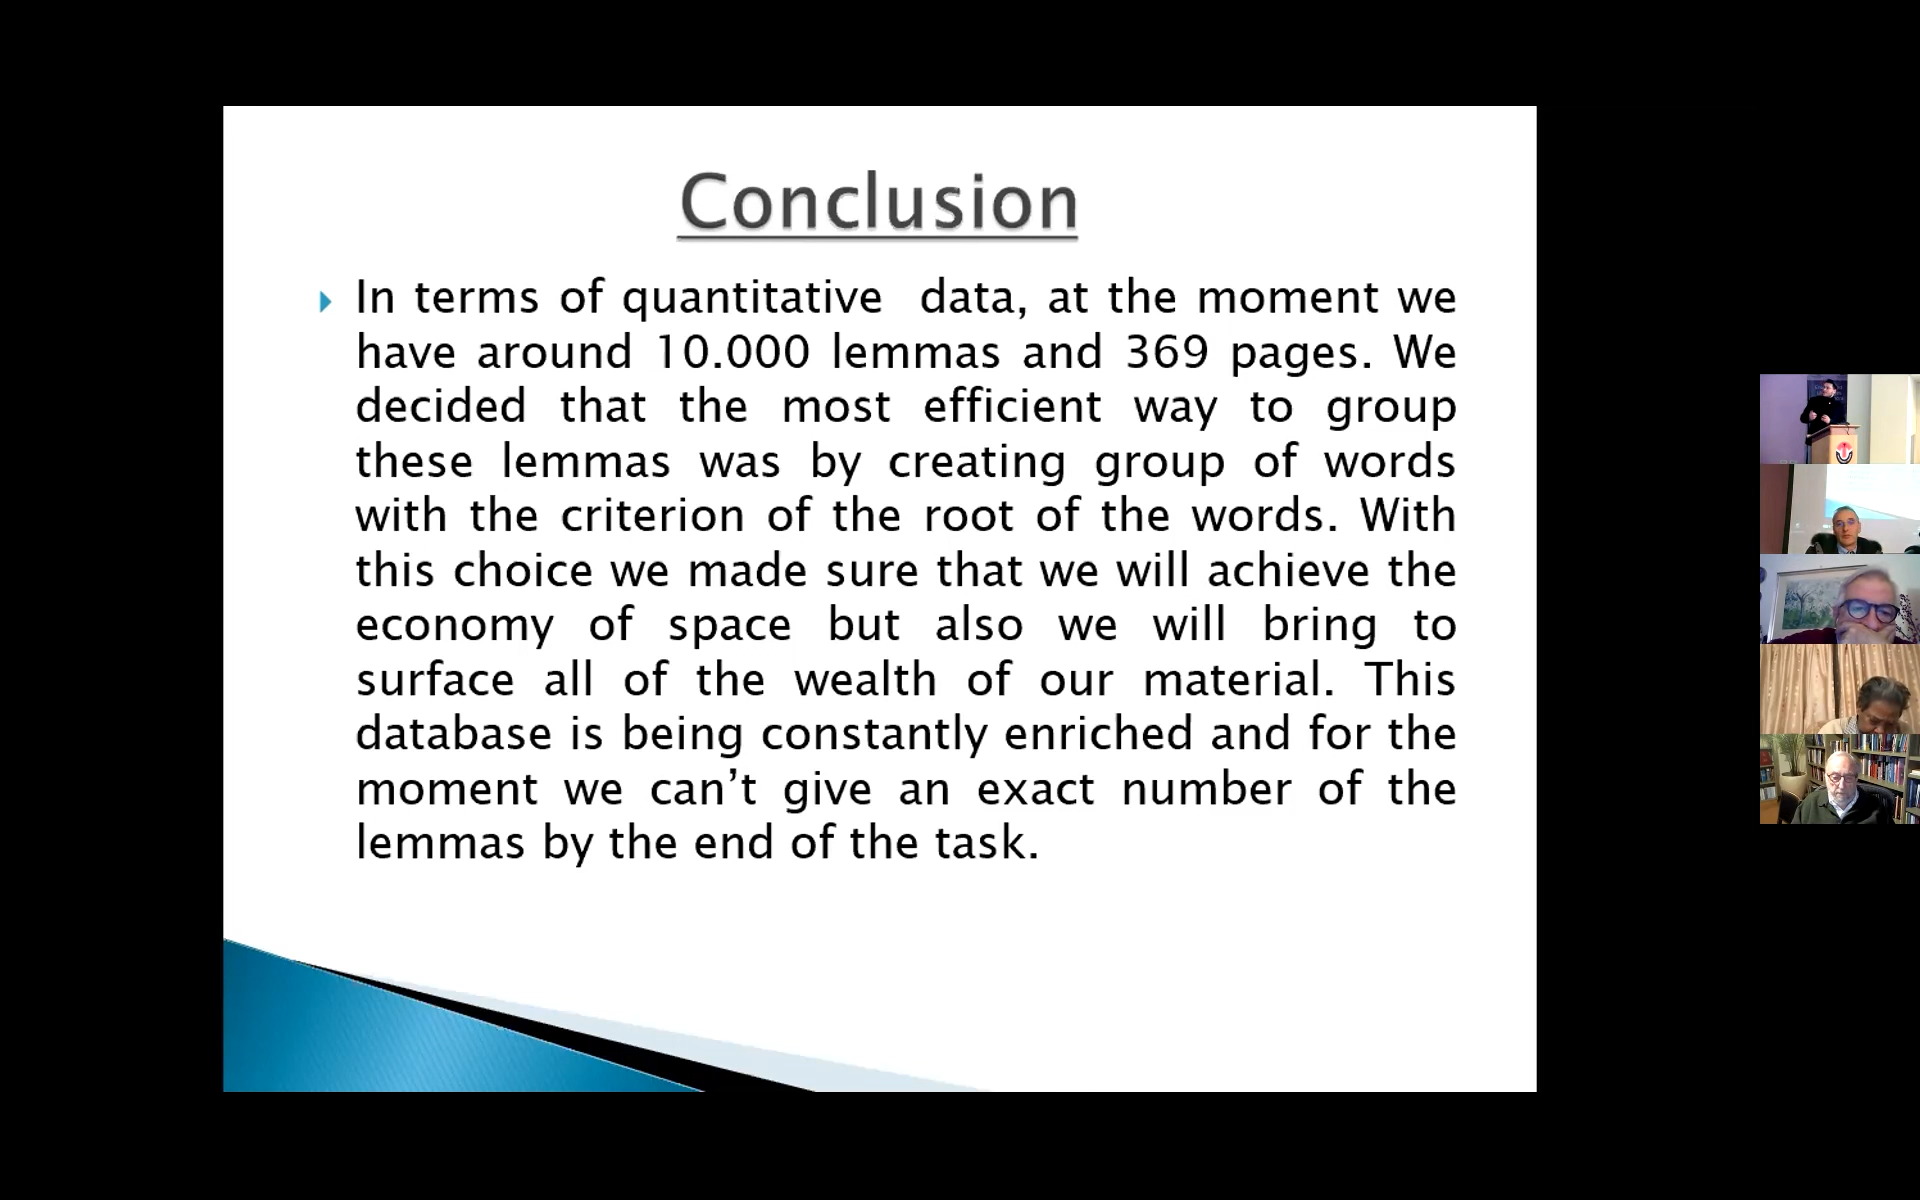 Conclusion
In terms of quantitative data, at the moment we
have around 10.000 lemmas and 369 pages. We
decided that the most efficient way to group
these lemmas was by creating group of words
with the criterion of the root of the words. With
this choice we made sure that we will achieve the
economy of space but also we will bring to
surface all of the wealth of our material. This
database is being constantly enriched and for the
moment we can’t give an exact number of the
lemmas by the end of the task.